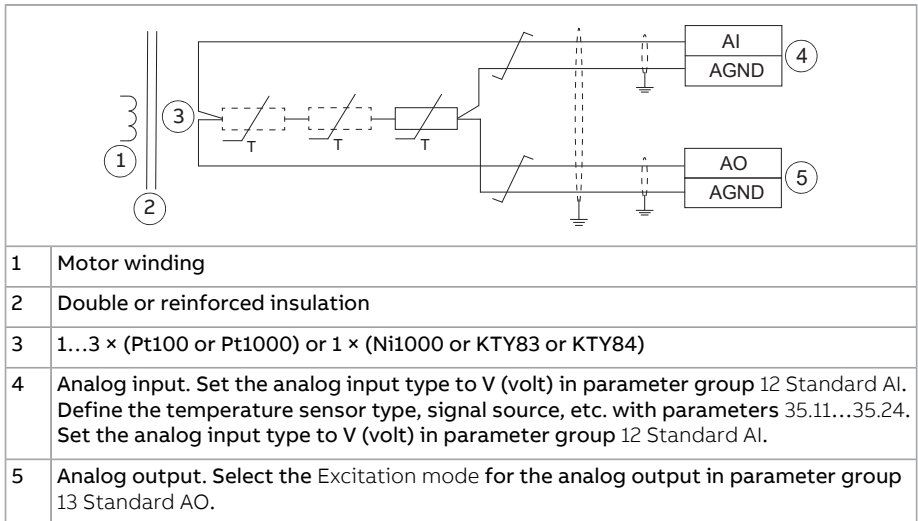 AI
AGND
4
3
T
T
T
1
AO
AGND
5
2
1 Motor winding
2 Double or reinforced insulation
3 1…3 × (Pt100 or Pt1000) or 1 × (Ni1000 or KTY83 or KTY84)
4 Analog input. Set the analog input type to V (volt) in parameter group 12 Standard AI.
Define the temperature sensor type, signal source, etc. with parameters 35.11…35.24.
Set the analog input type to V (volt) in parameter group 12 Standard AI.
5 Analog output. Select the Excitation mode for the analog output in parameter group
13 Standard AO.